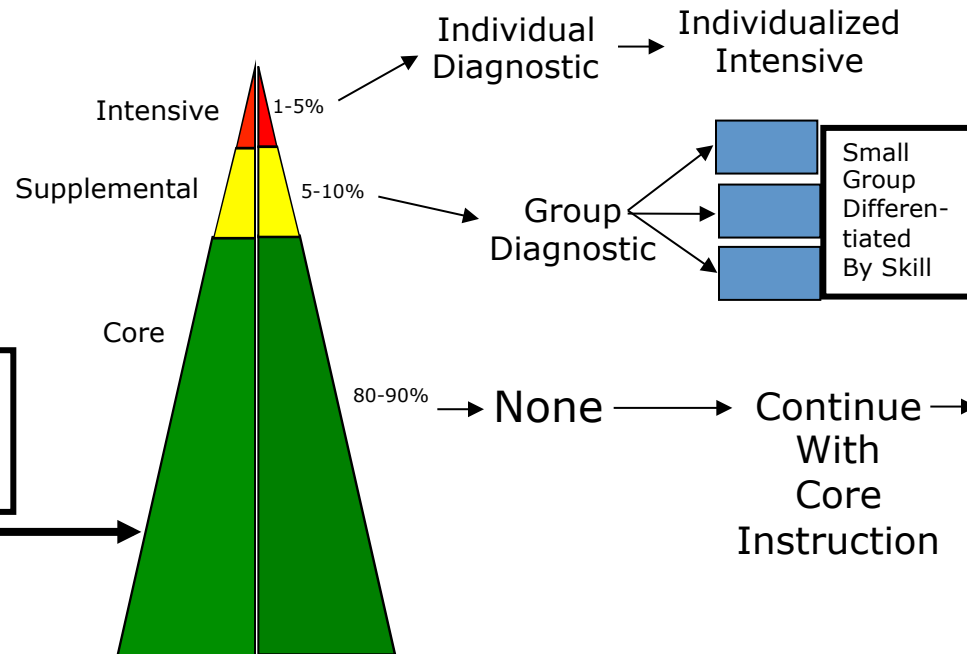 Individual
Diagnostic
Individualized
Intensive
Intensive
1-5%
Supplemental
5-10%
Group
Diagnostic
Small
Group
Differen-
tiated
By Skill
Core
80-90%
None
Continue
With
Core
Instruction